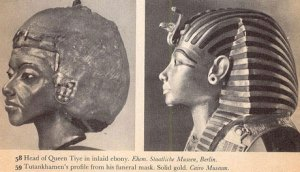 58 Head of Queen Tiye in inlaid ebony. Ehem. Staatliche Museen, Berlin.
59 Tutankhamen's profile from his funeral mask. Solid gold. Cairo Museum.